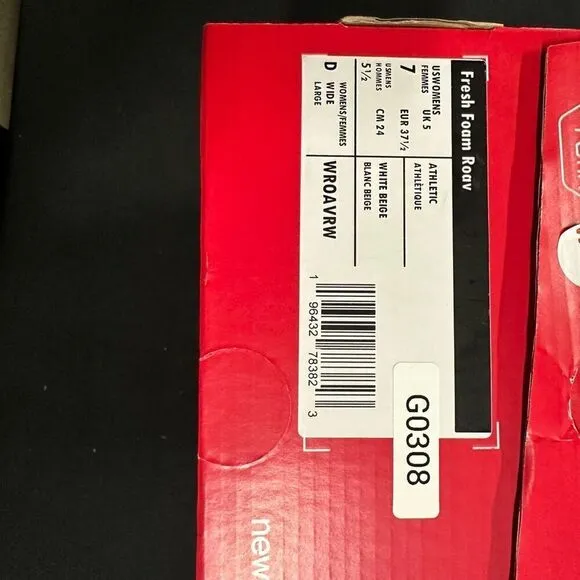 Fresh Foam Roav
USWOMENS
FEMMES
7
UK 5
EUR 37½
USMENS
HOMMES
5½
CM 24
D
WOMENS/FEMMES
WIDE
LARGE
ATHLETIC
ATHLÉTIQUE
WHITE BEIGE
BLANC BEIGE
WROAVRW
1 96432 78382 3
G0308
new